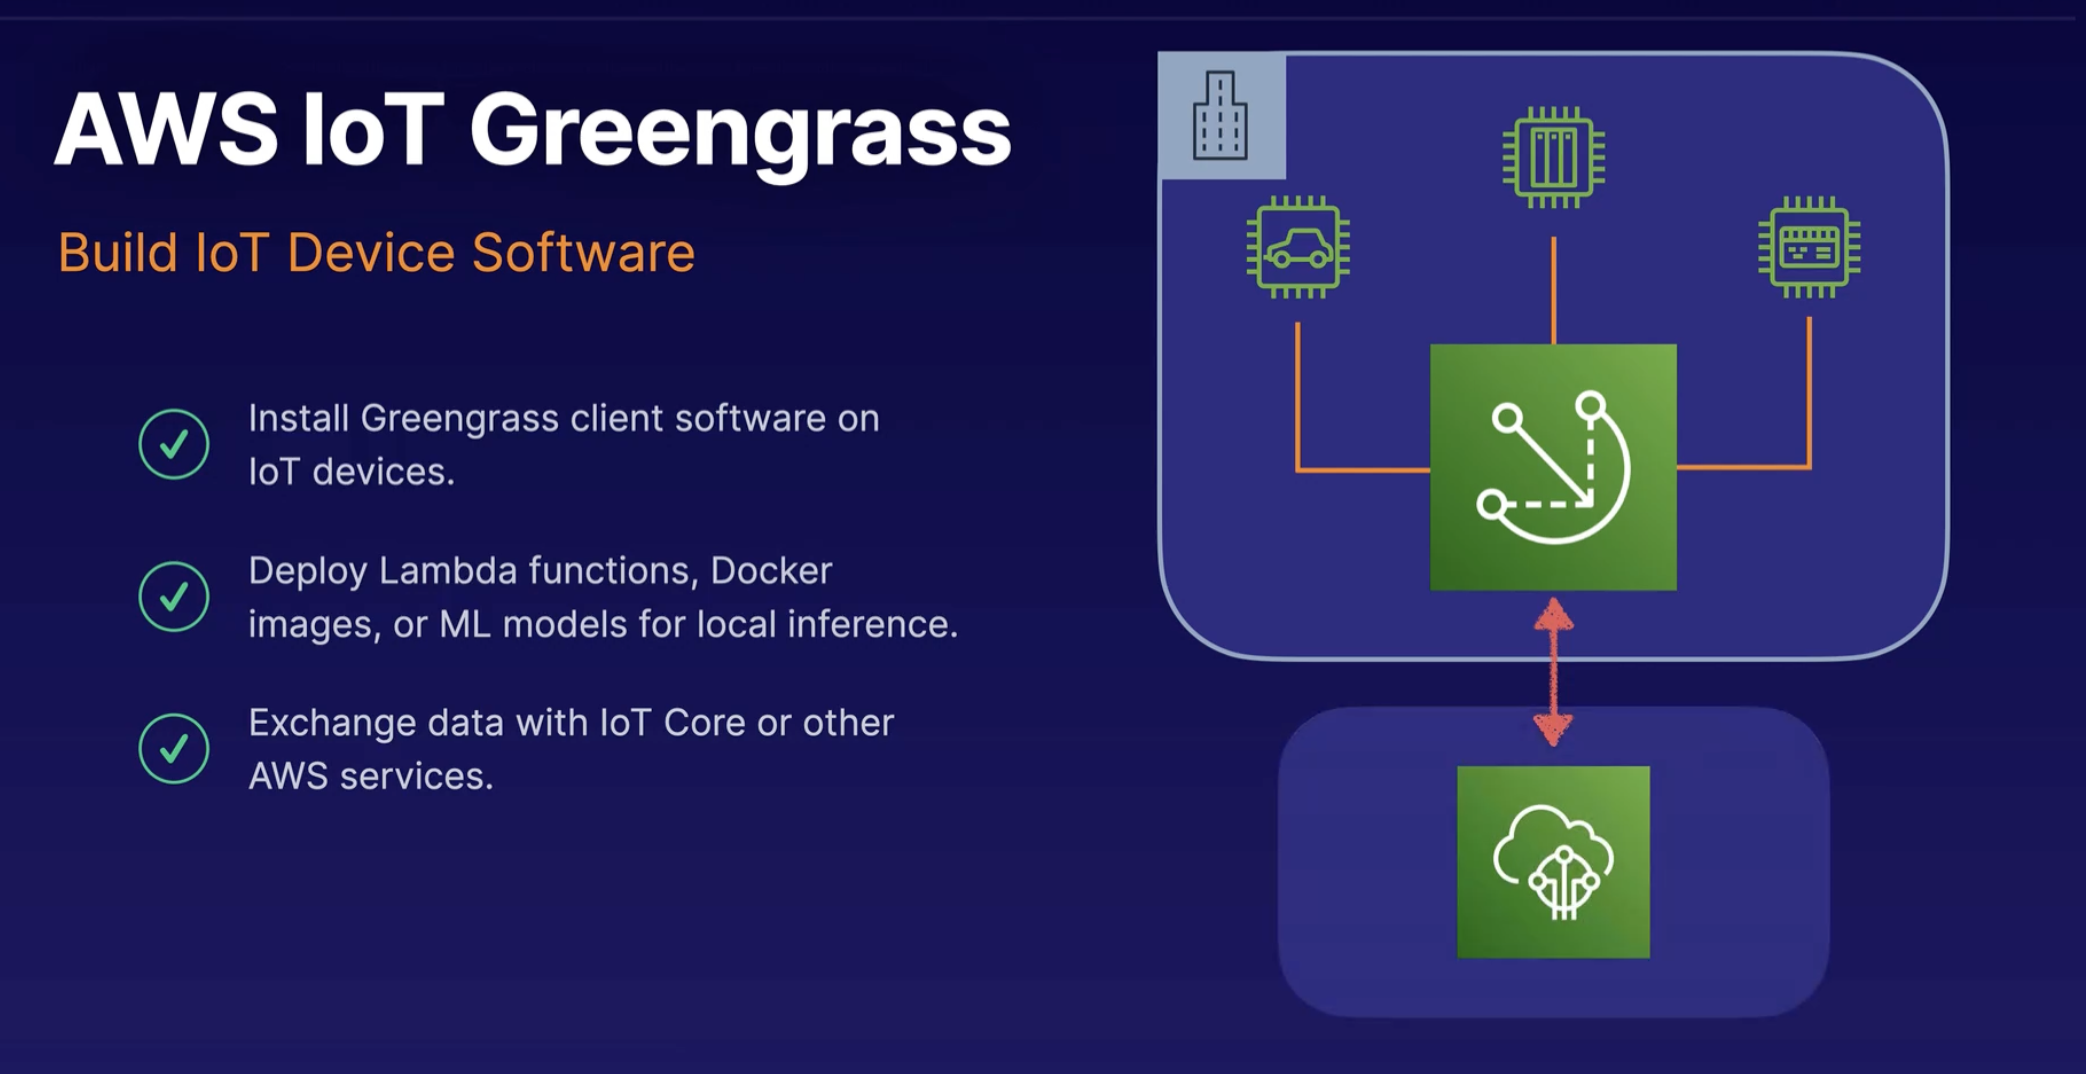 AWS IoT Greengrass
Build IoT Device Software
Install Greengrass client software on
IoT devices.
Deploy Lambda functions, Docker
images, or ML models for local inference.
Exchange data with IoT Core or other
AWS services.